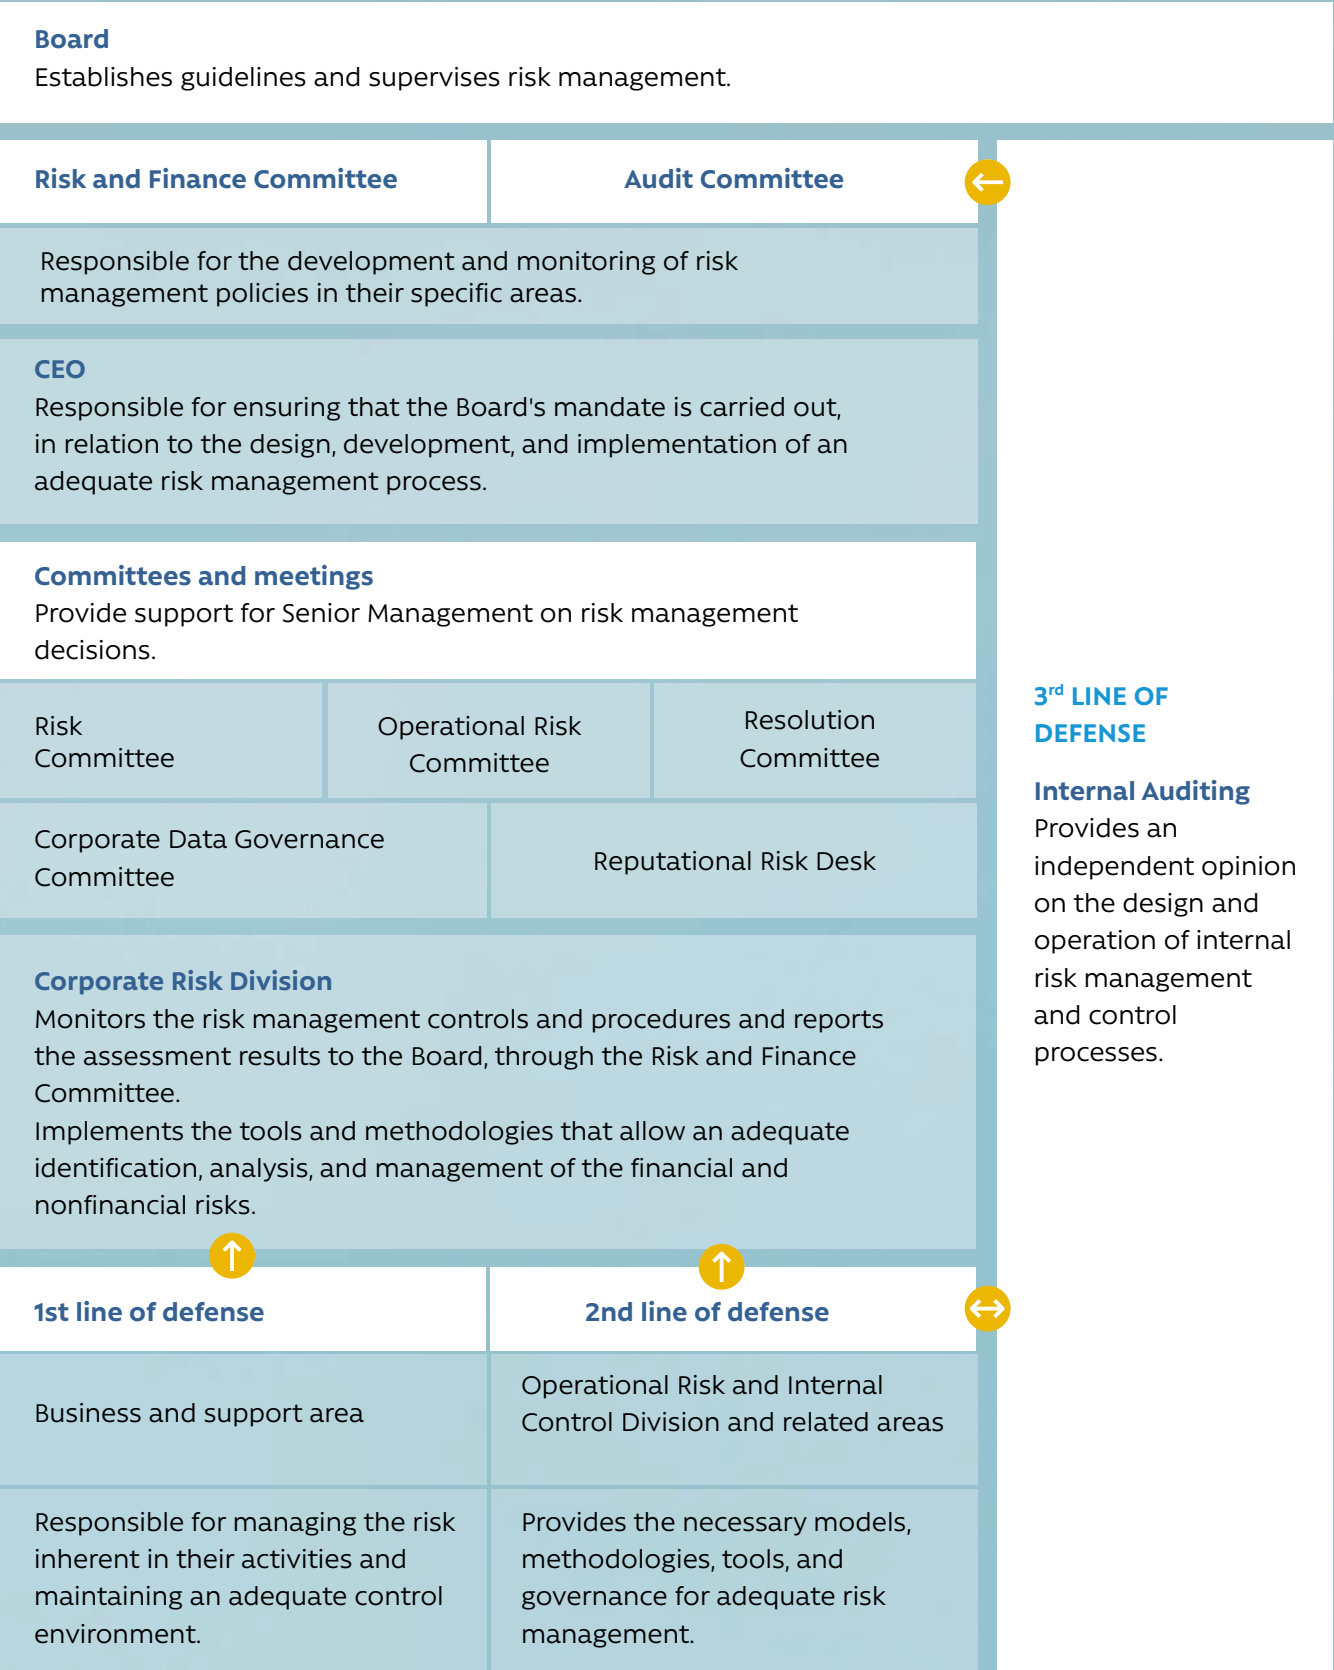 Board
Establishes guidelines and supervises risk management.
Risk and Finance Committee
Audit Committee
Responsible for the development and monitoring of risk
management policies in their specific areas.
CEO
Responsible for ensuring that the Board's mandate is carried out,
in relation to the design, development, and implementation of an
adequate risk management process.
Committees and meetings
Provide support for Senior Management on risk management
decisions.
Risk
Committee
Operational Risk
Committee
Resolution
Committee
Corporate Data Governance
Committee
Reputational Risk Desk
Corporate Risk Division
Monitors the risk management controls and procedures and reports
the assessment results to the Board, through the Risk and Finance
Committee.
Implements the tools and methodologies that allow an adequate
identification, analysis, and management of the financial and
nonfinancial risks.
1st line of defense
Business and support area
Responsible for managing the risk
inherent in their activities and
maintaining an adequate control
environment.
2nd line of defense
Operational Risk and Internal
Control Division and related areas
Provides the necessary models,
methodologies, tools, and
governance for adequate risk
management.
3rd LINE OF
DEFENSE
Internal Auditing
Provides an
independent opinion
on the design and
operation of internal
risk management
and control
processes.